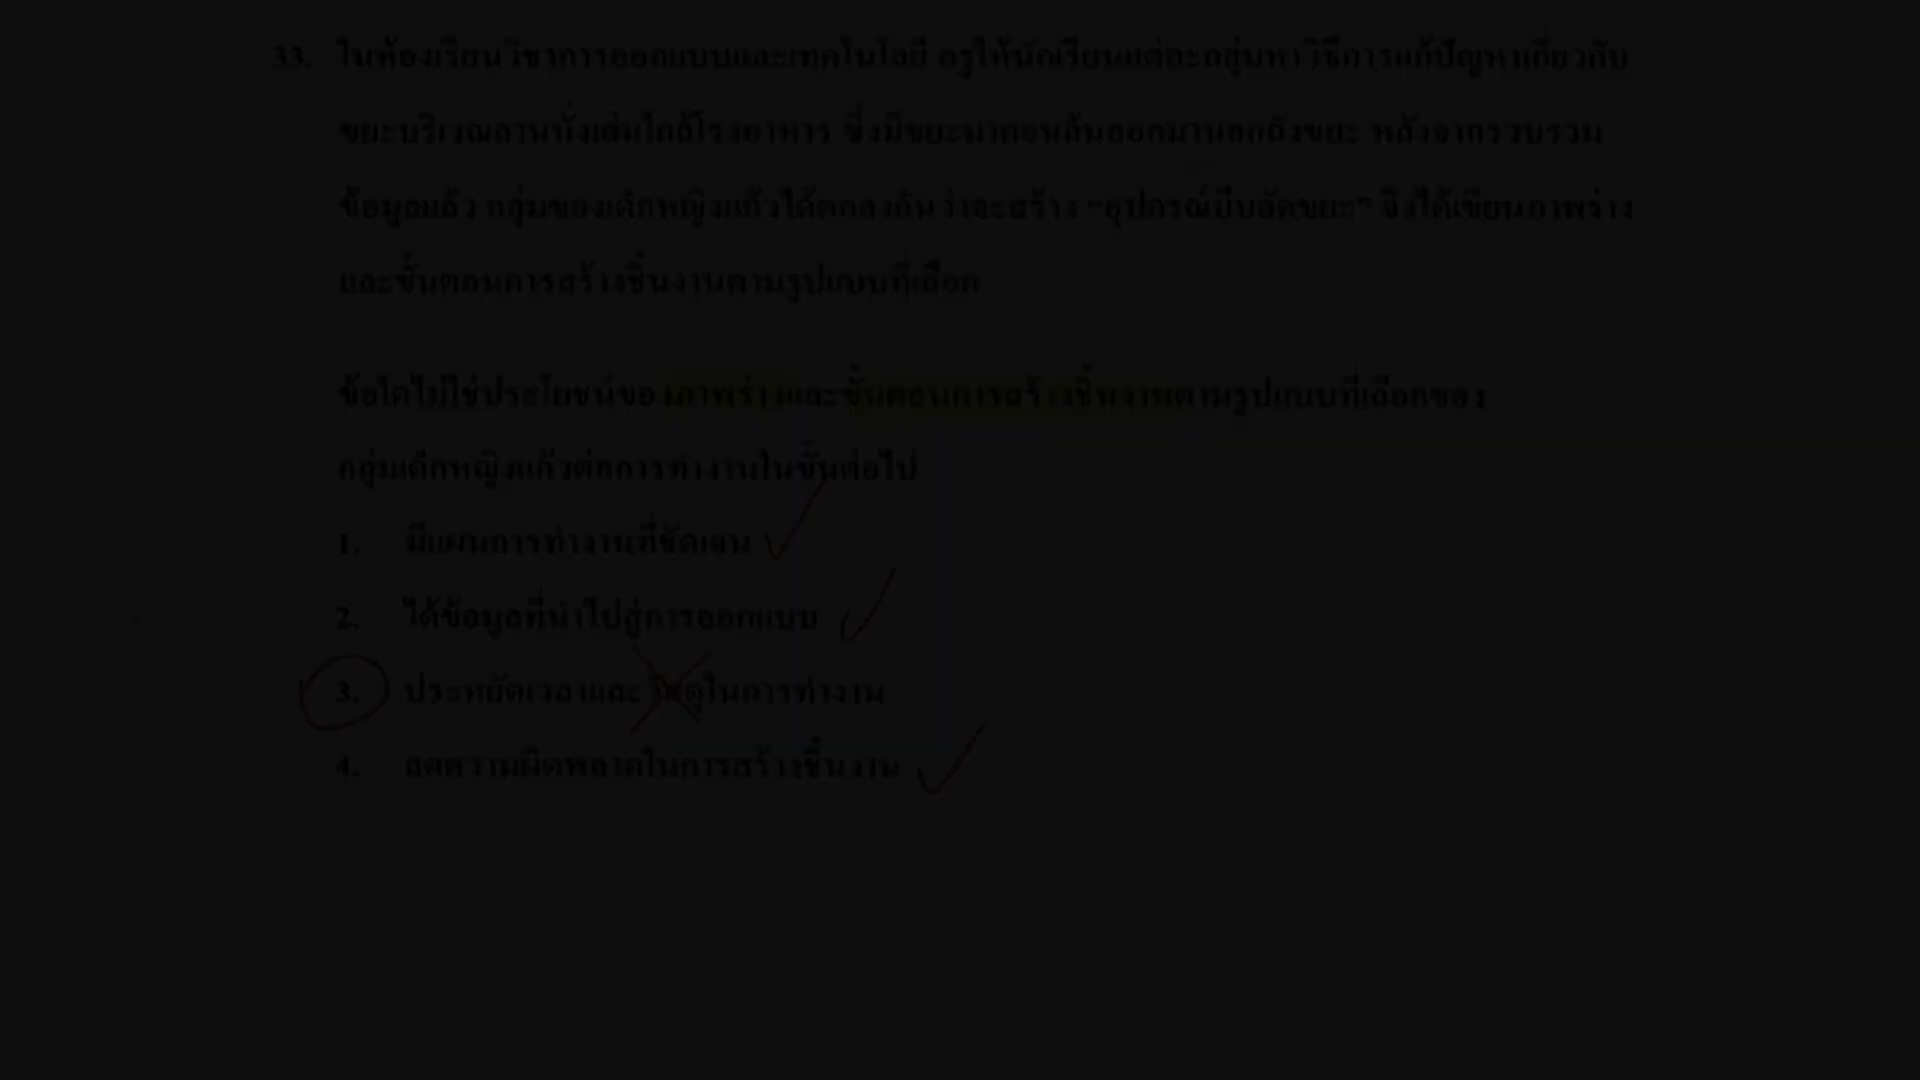 33. ในห้องเรียนวิชาการออกแบบและเทคโนโลยี ครูให้นักเรียนแต่ละกลุ่มหาวิธีการแก้ปัญหาเกี่ยวกับ
ขยะบริเวณลานนั่งเล่นใกล้โรงอาหาร ซึ่งมีขยะมากจนล้นออกมานอกถังขยะ หลังจากรวบรวม
ข้อมูลแล้ว กลุ่มของเด็กหญิงแก้วได้ตกลงกันว่าจะสร้าง “อุปกรณ์บีบอัดขยะ” จึงได้เขียนภาพร่าง
และขั้นตอนการสร้างชิ้นงานตามรูปแบบที่เลือก
ข้อใดไม่ใช่ประโยชน์ของภาพร่างและขั้นตอนการสร้างชิ้นงานตามรูปแบบที่เลือกของ
กลุ่มเด็กหญิงแก้วต่อการทำงานในขั้นต่อไป
1. มีแผนการทำงานที่ชัดเจน
2. ได้ข้อมูลที่นำไปสู่การออกแบบ
3. ประหยัดเวลาและวัสดุในการทำงาน
4. ลดความผิดพลาดในการสร้างชิ้นงาน